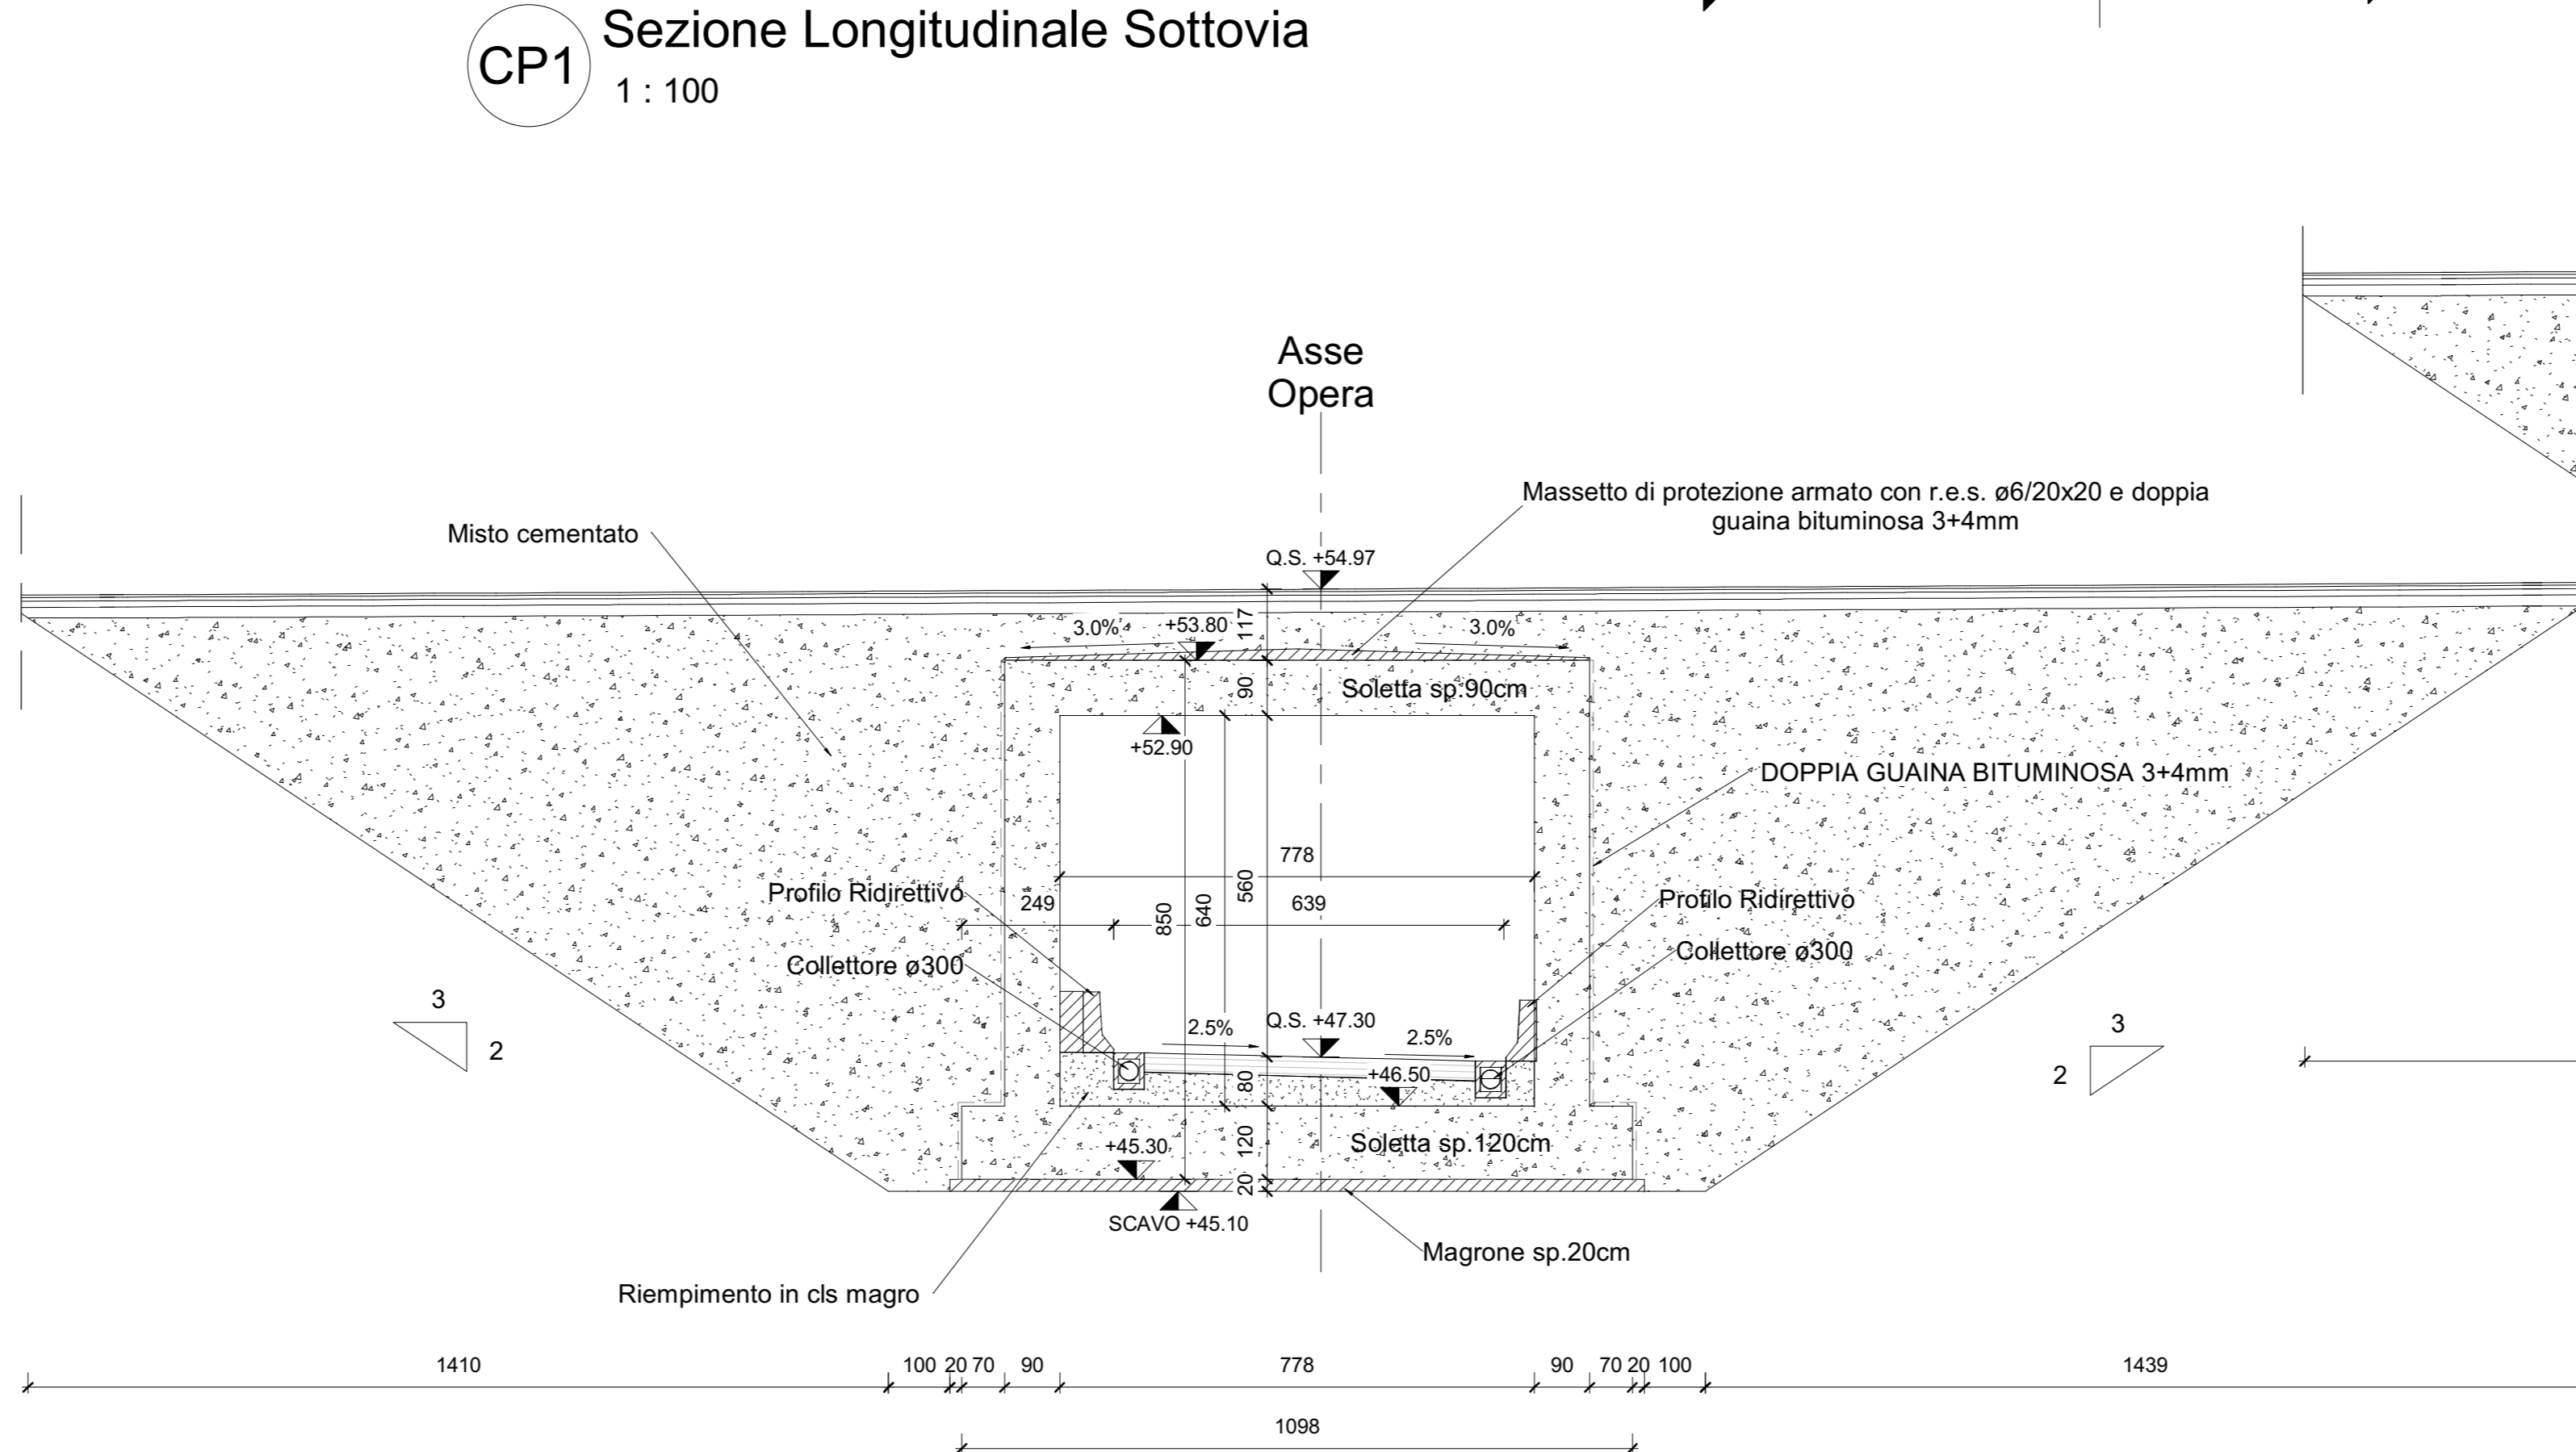 CP1
Sezione Longitudinale Sottovia
1 : 100
Asse
Opera
Massetto di protezione armato con r.e.s. ø6/20x20 e doppia
guaina bituminosa 3+4mm
Misto cementato
Q.S. +54.97
117
3.0%
+53.80
3.0%
90
Soletta sp.90cm
+52.90
DOPPIA GUAINA BITUMINOSA 3+4mm
778
Profilo Ridirettivo
249
850
640
560
639
Profilo Ridirettivo
Collettore ø300
Collettore ø300
3
2
2.5%
Q.S. +47.30
2.5%
3
2
80
+46.50
+45.30
120
Soletta sp.120cm
20
SCAVO +45.10
Magrone sp.20cm
Riempimento in cls magro
1410
100
20
70
90
778
90
70
20
100
1439
1098